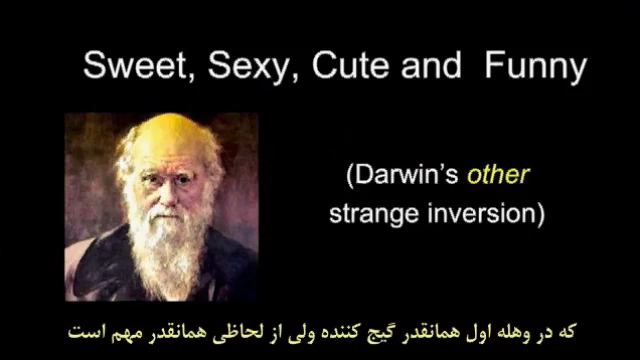 Sweet, Sexy, Cute and Funny
(Darwin's other
strange inversion)
که در وهله اول همانقدر گیج کننده ولی از لحاظی همانقدر مهم است